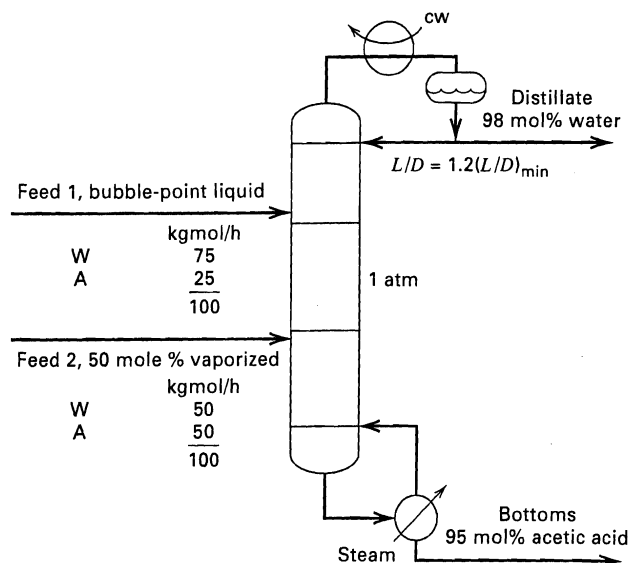 cw
Distillate
98 mol% water
L/D = 1.2(L/D)min
Feed 1, bubble-point liquid
kgmol/h
W 75
A 25
100
1 atm
Feed 2, 50 mole % vaporized
kgmol/h
W 50
A 50
100
Bottoms
95 mol% acetic acid
Steam